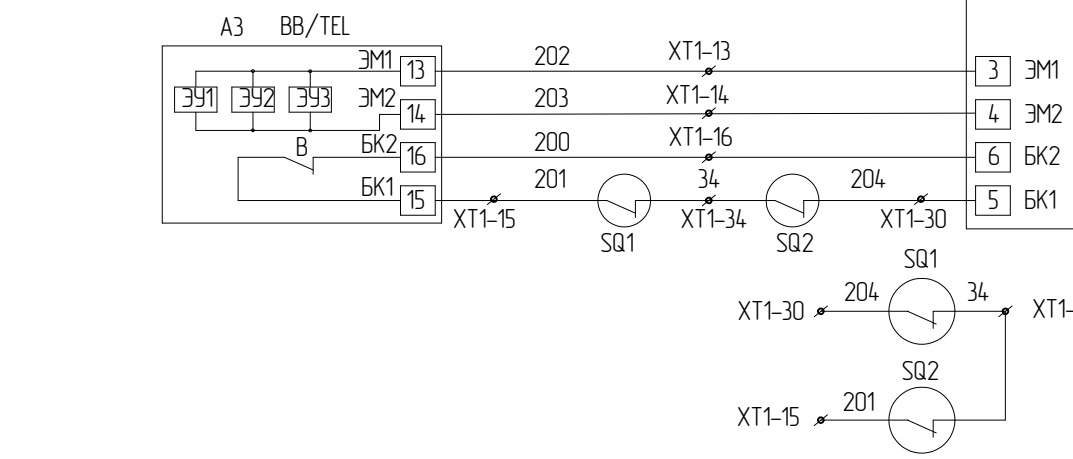 А3 BB/TEL
ЭМ1 13 202 XT1-13 3 ЭМ1
ЭУ1 ЭУ2 ЭУ3 ЭМ2 14 203 XT1-14 4 ЭМ2
В БК2 16 200 XT1-16 6 БК2
БК1 15 XT1-15 201 SQ1 34 XT1-34 SQ2 204 XT1-30 5 БК1
SQ1
XT1-30 204 34 XT1-
SQ2
XT1-15 201